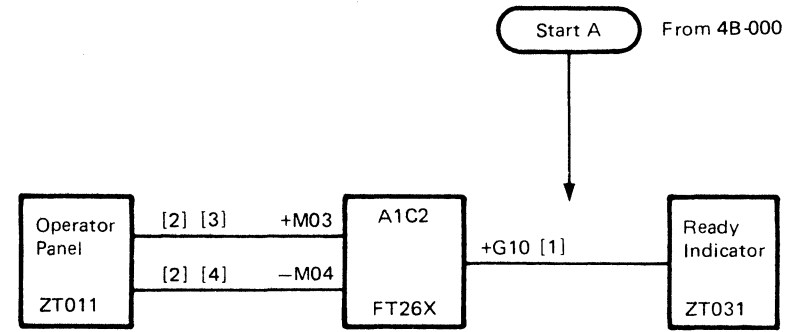 Start A From 4B-000
Operator Panel
[2] [3] +M03
A1C2
Ready Indicator
+G10 [1]
[2] [4] −M04
ZT011
FT26X
ZT031